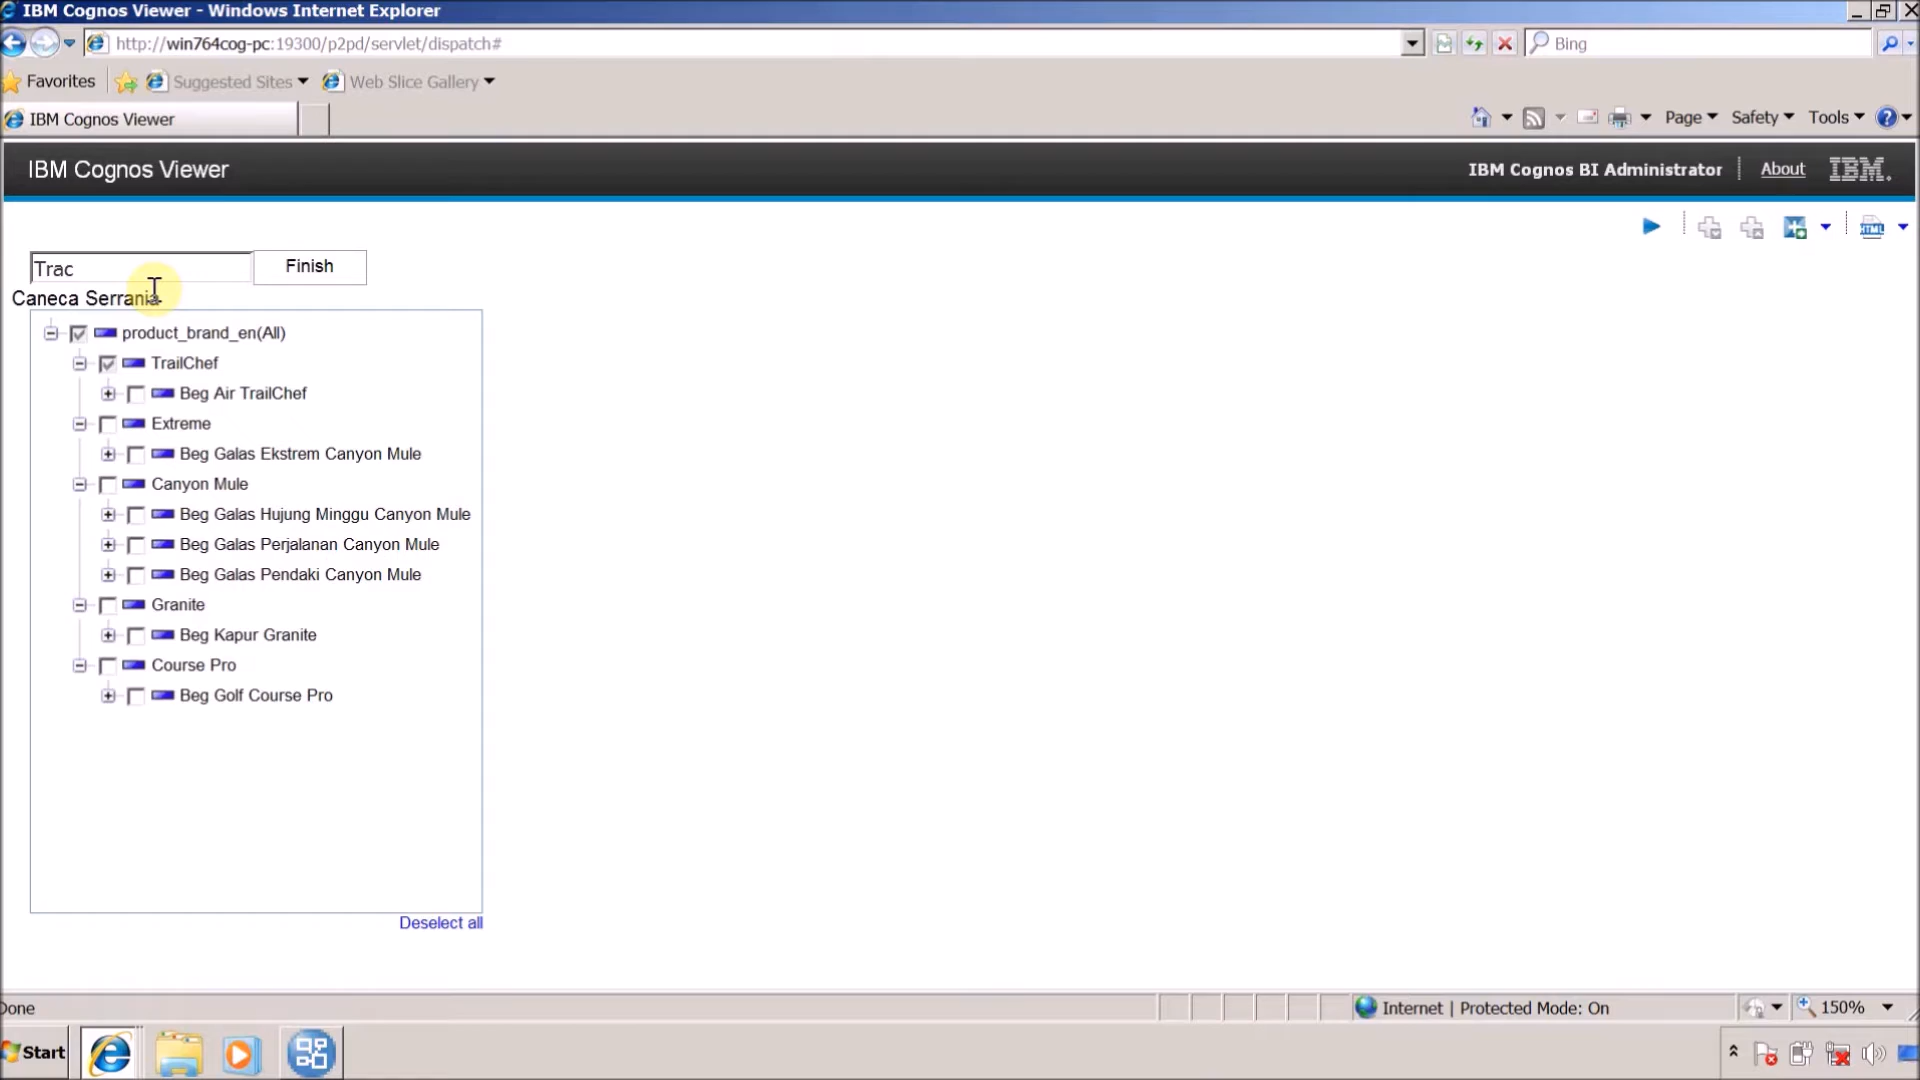 IBM Cognos Viewer - Windows Internet Explorer
http://win764cog-pc:19300/p2pd/servlet/dispatch#
Bing
Favorites
Suggested Sites
Web Slice Gallery
IBM Cognos Viewer
Page
Safety
Tools
IBM Cognos Viewer
IBM Cognos BI Administrator
About
IBM.
HTML
Trac
Finish
Caneca Serrania
product_brand_en(All)
TrailChef
Beg Air TrailChef
Extreme
Beg Galas Ekstrem Canyon Mule
Canyon Mule
Beg Galas Hujung Minggu Canyon Mule
Beg Galas Perjalanan Canyon Mule
Beg Galas Pendaki Canyon Mule
Granite
Beg Kapur Granite
Course Pro
Beg Golf Course Pro
Deselect all
Done
Internet | Protected Mode: On
150%
Start